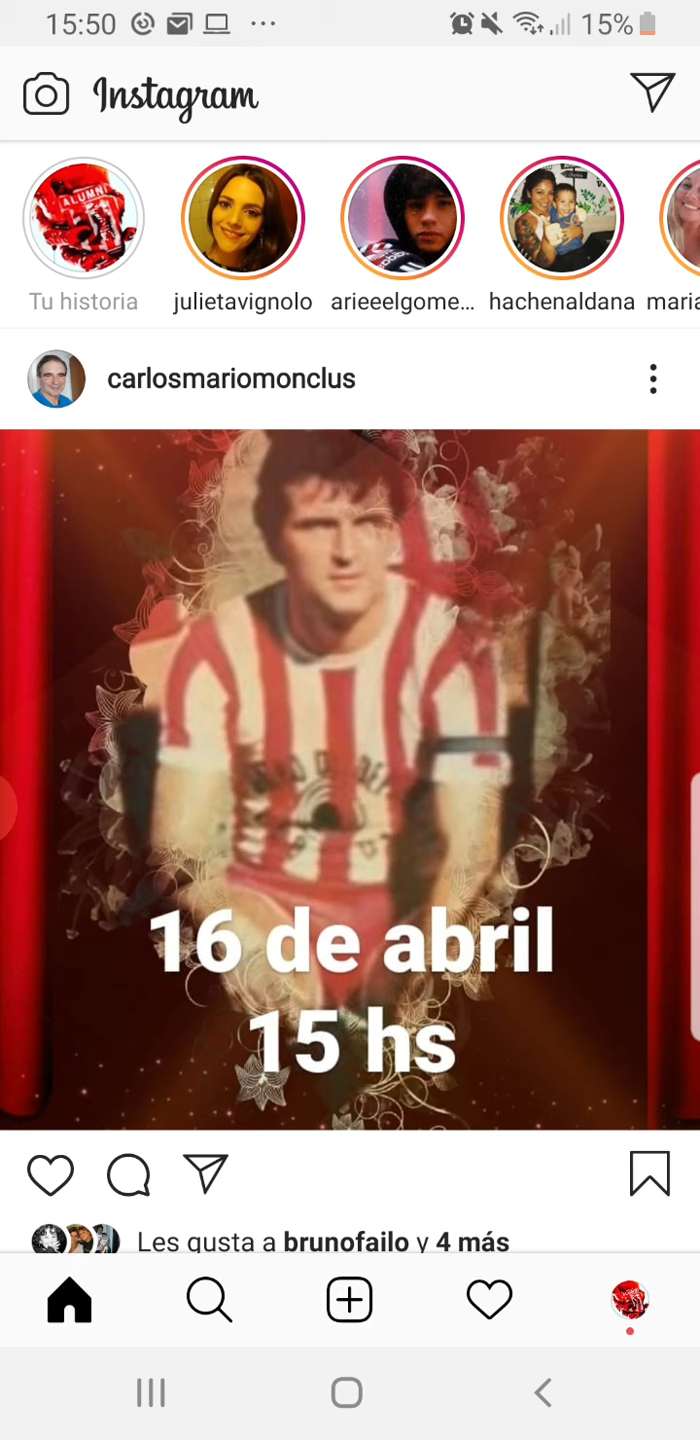 15:50
15%
Instagram
ALUMNI
Tu historia
julietavignolo
arieeelgome...
hachenaldana
maria
carlosmariomonclus
16 de abril
15 hs
Les gusta a brunofailo y 4 más